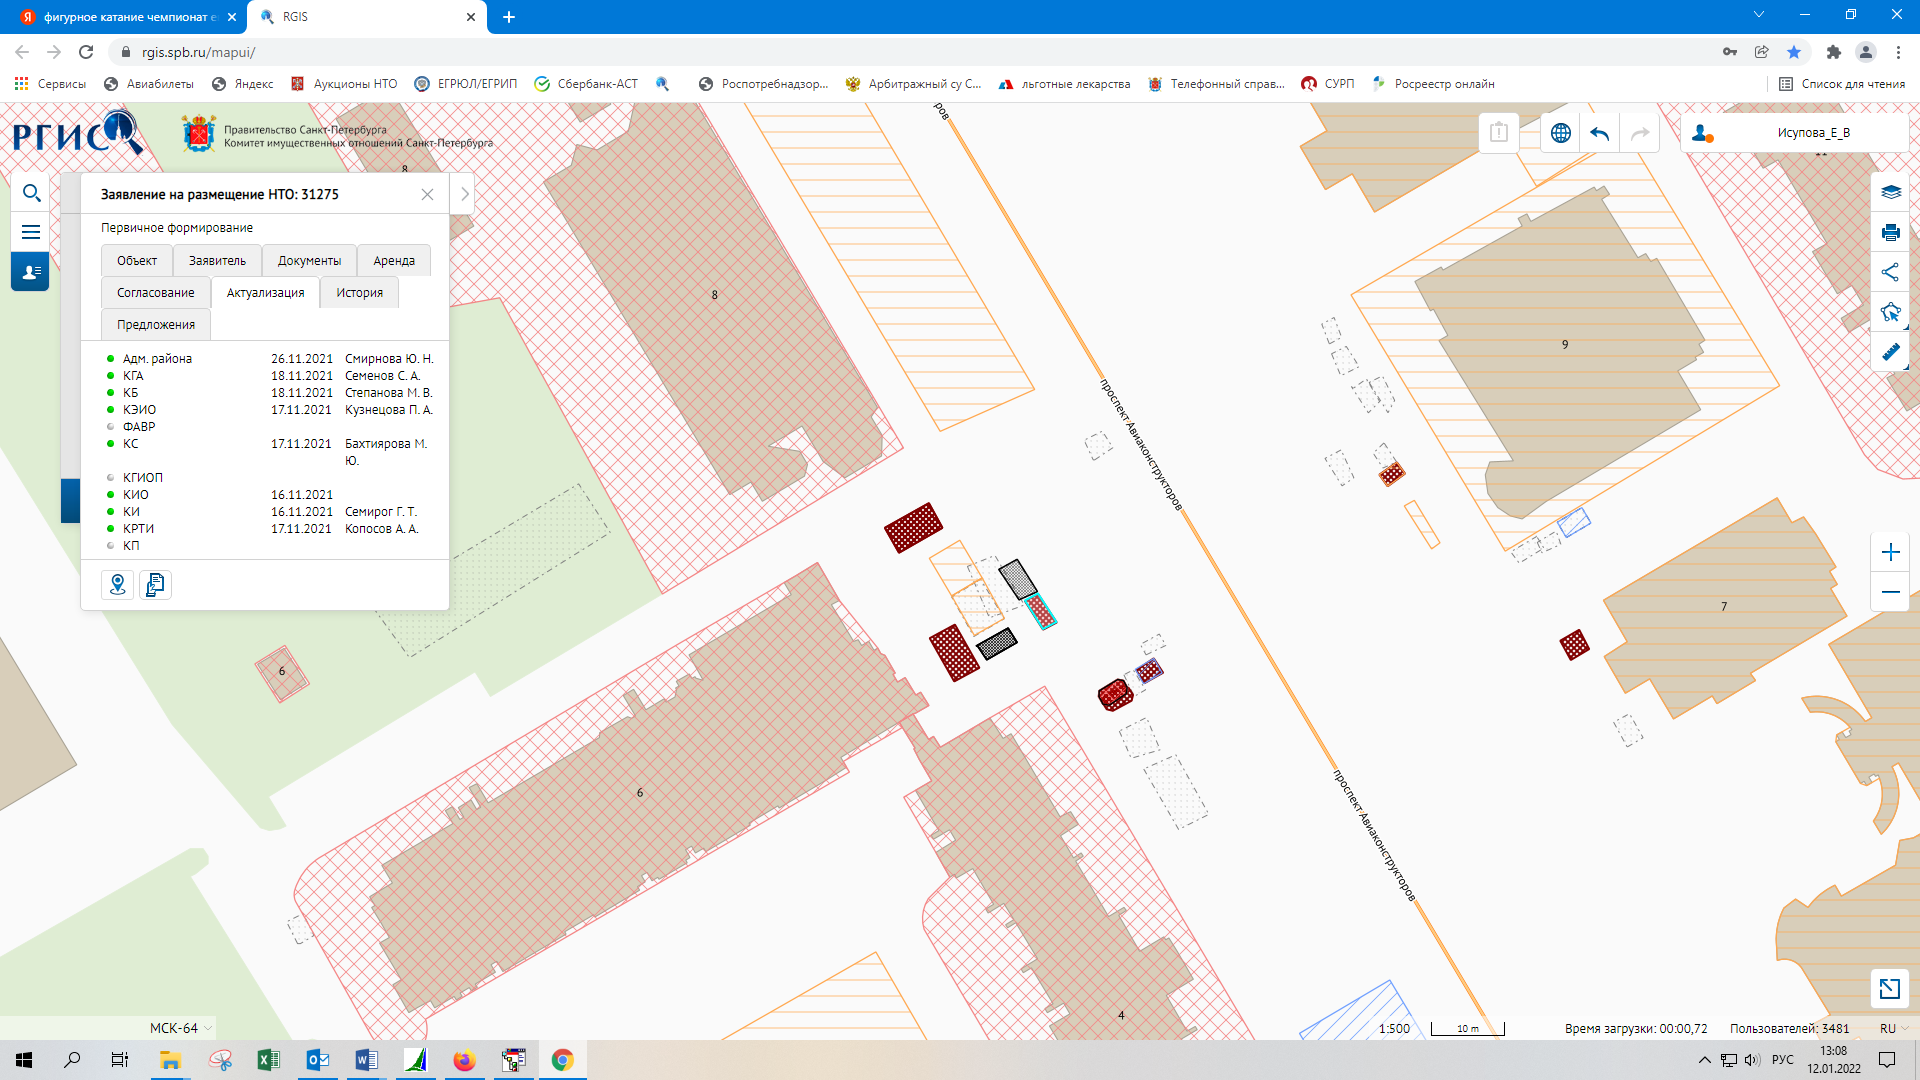 фигурное катание чемпионат е
RGIS
rgis.spb.ru/mapui/
Сервисы
Авиабилеты
Яндекс
Аукционы НТО
ЕГРЮЛ/ЕГРИП
Сбербанк-АСТ
Роспотребнадзор...
Арбитражный су С...
льготные лекарства
Телефонный справ...
СУРП
Росреестр онлайн
Список для чтения
РГИС
Правительство Санкт-Петербурга
Комитет имущественных отношений Санкт-Петербурга
Исупова_Е_В
Заявление на размещение НТО: 31275
Первичное формирование
Объект
Заявитель
Документы
Аренда
Согласование
Актуализация
История
Предложения
Адм. района 26.11.2021 Смирнова Ю. Н.
КГА 18.11.2021 Семенов С. А.
КБ 18.11.2021 Степанова М. В.
КЭИО 17.11.2021 Кузнецова П. А.
ФАВР
КС 17.11.2021 Бахтиярова М.
Ю.
КГИОП
КИО 16.11.2021
КИ 16.11.2021 Семирог Г. Т.
КРТИ 17.11.2021 Копосов А. А.
КП
8
8
11
9
7
6
6
4
ров
проспект Авиаконструкторов
проспект Авиаконструкторов
МСК-64
1:500
10 m
Время загрузки: 00:00,72
Пользователей: 3481
RU
РУС
13:08
12.01.2022